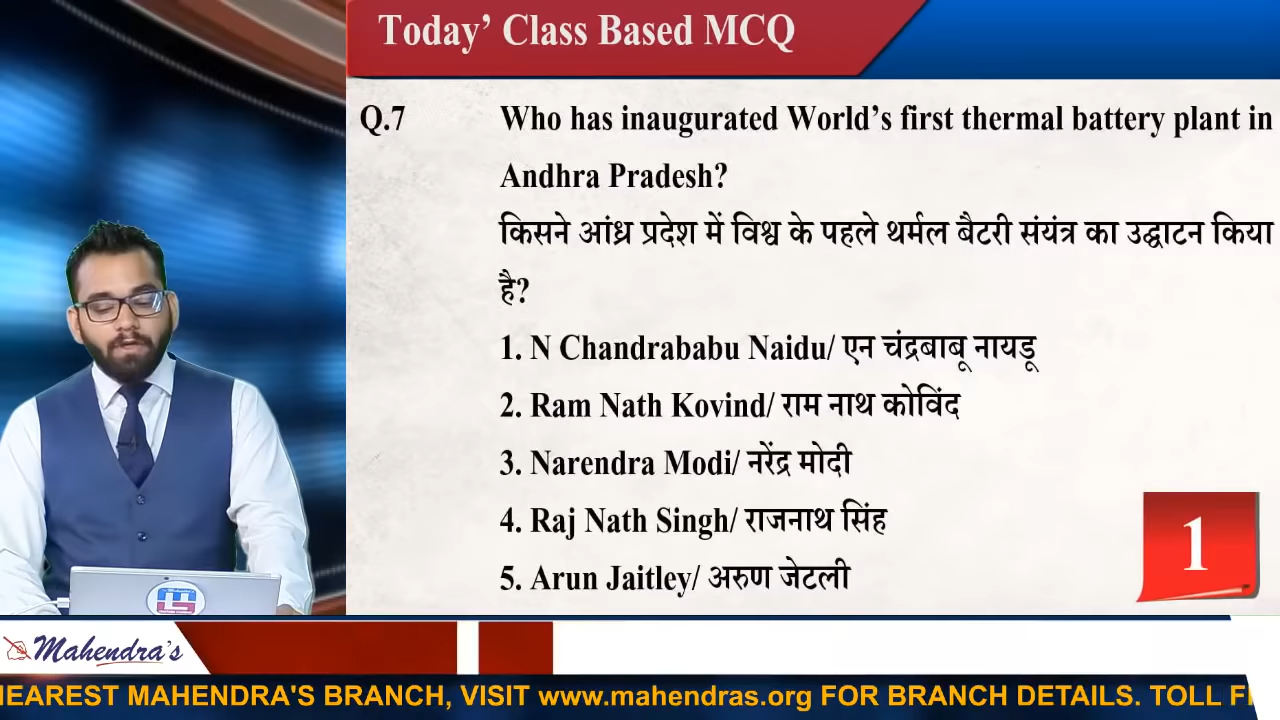 Today’ Class Based MCQ
Q.7 Who has inaugurated World’s first thermal battery plant in
Andhra Pradesh?
किसने आंध्र प्रदेश में विश्व के पहले थर्मल बैटरी संयंत्र का उद्घाटन किया
है?
1. N Chandrababu Naidu/ एन चंद्रबाबू नायडू
2. Ram Nath Kovind/ राम नाथ कोविंद
3. Narendra Modi/ नरेंद्र मोदी
4. Raj Nath Singh/ राजनाथ सिंह
5. Arun Jaitley/ अरुण जेटली
1
Mahendra's
NEAREST MAHENDRA'S BRANCH, VISIT www.mahendras.org FOR BRANCH DETAILS. TOLL